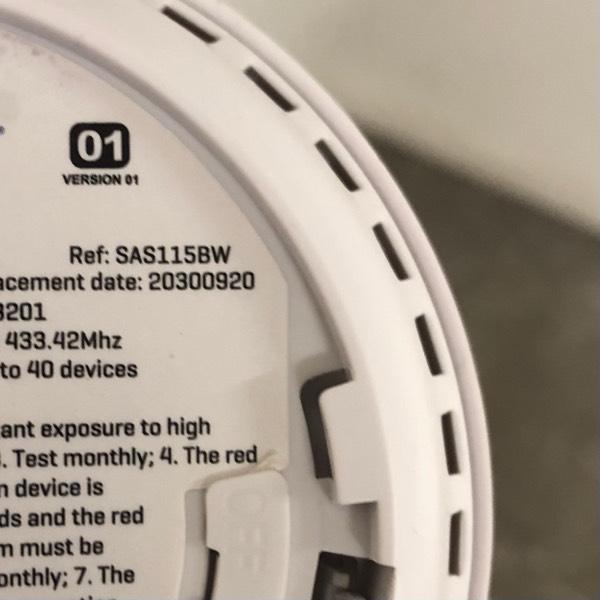 01
VERSION 01
Ref: SAS115BW
acement date: 20300920
3201
433.42Mhz
to 40 devices
ant exposure to high
. Test monthly; 4. The red
n device is
ds and the red
m must be
onthly; 7. The
OFF